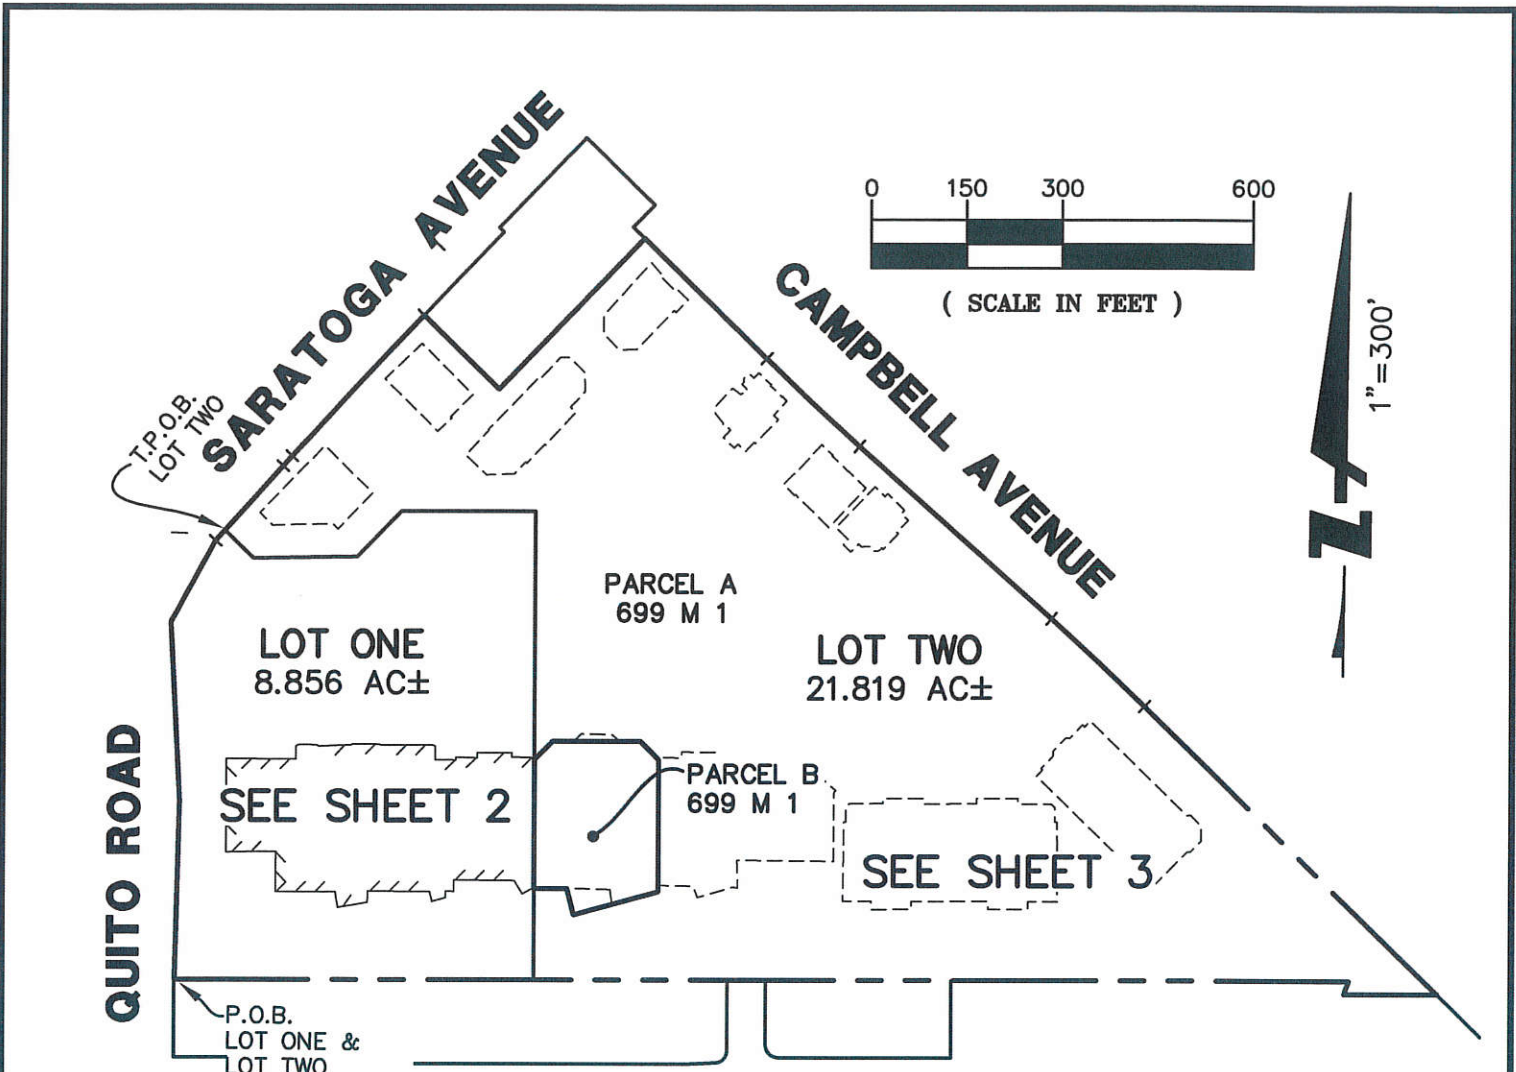 SARATOGA AVENUE
0 150 300 600
( SCALE IN FEET )
CAMPBELL AVENUE
1"=300'
N
T.P.O.B.
LOT TWO
PARCEL A
699 M 1
LOT ONE
8.856 AC±
LOT TWO
21.819 AC±
QUITO ROAD
SEE SHEET 2
PARCEL B
699 M 1
SEE SHEET 3
P.O.B.
LOT ONE &
LOT TWO